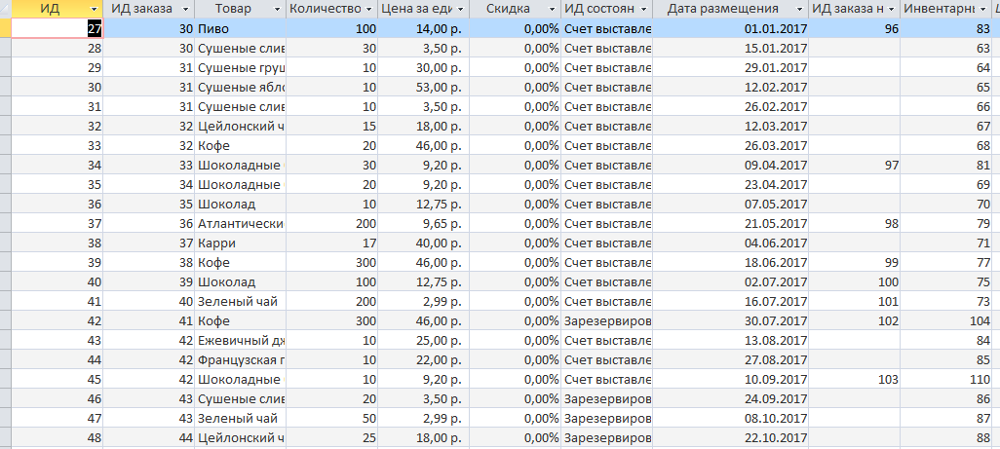 ИД ИД заказа Товар Количество Цена за еди Скидка ИД состоян Дата размещения ИД заказа н Инвентарны
27 30 Пиво 100 14,00 р. 0,00% Счет выставле 01.01.2017 96 83
28 30 Сушеные слив 30 3,50 р. 0,00% Счет выставле 15.01.2017 63
29 31 Сушеные груш 10 30,00 р. 0,00% Счет выставле 29.01.2017 64
30 31 Сушеные ябло 10 53,00 р. 0,00% Счет выставле 12.02.2017 65
31 31 Сушеные слив 10 3,50 р. 0,00% Счет выставле 26.02.2017 66
32 32 Цейлонский ч 15 18,00 р. 0,00% Счет выставле 12.03.2017 67
33 32 Кофе 20 46,00 р. 0,00% Счет выставле 26.03.2017 68
34 33 Шоколадные 30 9,20 р. 0,00% Счет выставле 09.04.2017 97 81
35 34 Шоколадные 20 9,20 р. 0,00% Счет выставле 23.04.2017 69
36 35 Шоколад 10 12,75 р. 0,00% Счет выставле 07.05.2017 70
37 36 Атлантически 200 9,65 р. 0,00% Счет выставле 21.05.2017 98 79
38 37 Карри 17 40,00 р. 0,00% Счет выставле 04.06.2017 71
39 38 Кофе 300 46,00 р. 0,00% Счет выставле 18.06.2017 99 77
40 39 Шоколад 100 12,75 р. 0,00% Счет выставле 02.07.2017 100 75
41 40 Зеленый чай 200 2,99 р. 0,00% Счет выставле 16.07.2017 101 73
42 41 Кофе 300 46,00 р. 0,00% Зарезервиров 30.07.2017 102 104
43 42 Ежевичный дж 10 25,00 р. 0,00% Счет выставле 13.08.2017 84
44 42 Французская г 10 22,00 р. 0,00% Счет выставле 27.08.2017 85
45 42 Шоколадные 10 9,20 р. 0,00% Счет выставле 10.09.2017 103 110
46 43 Сушеные слив 20 3,50 р. 0,00% Зарезервиров 24.09.2017 86
47 43 Зеленый чай 50 2,99 р. 0,00% Зарезервиров 08.10.2017 87
48 44 Цейлонский ч 25 18,00 р. 0,00% Зарезервиров 22.10.2017 88